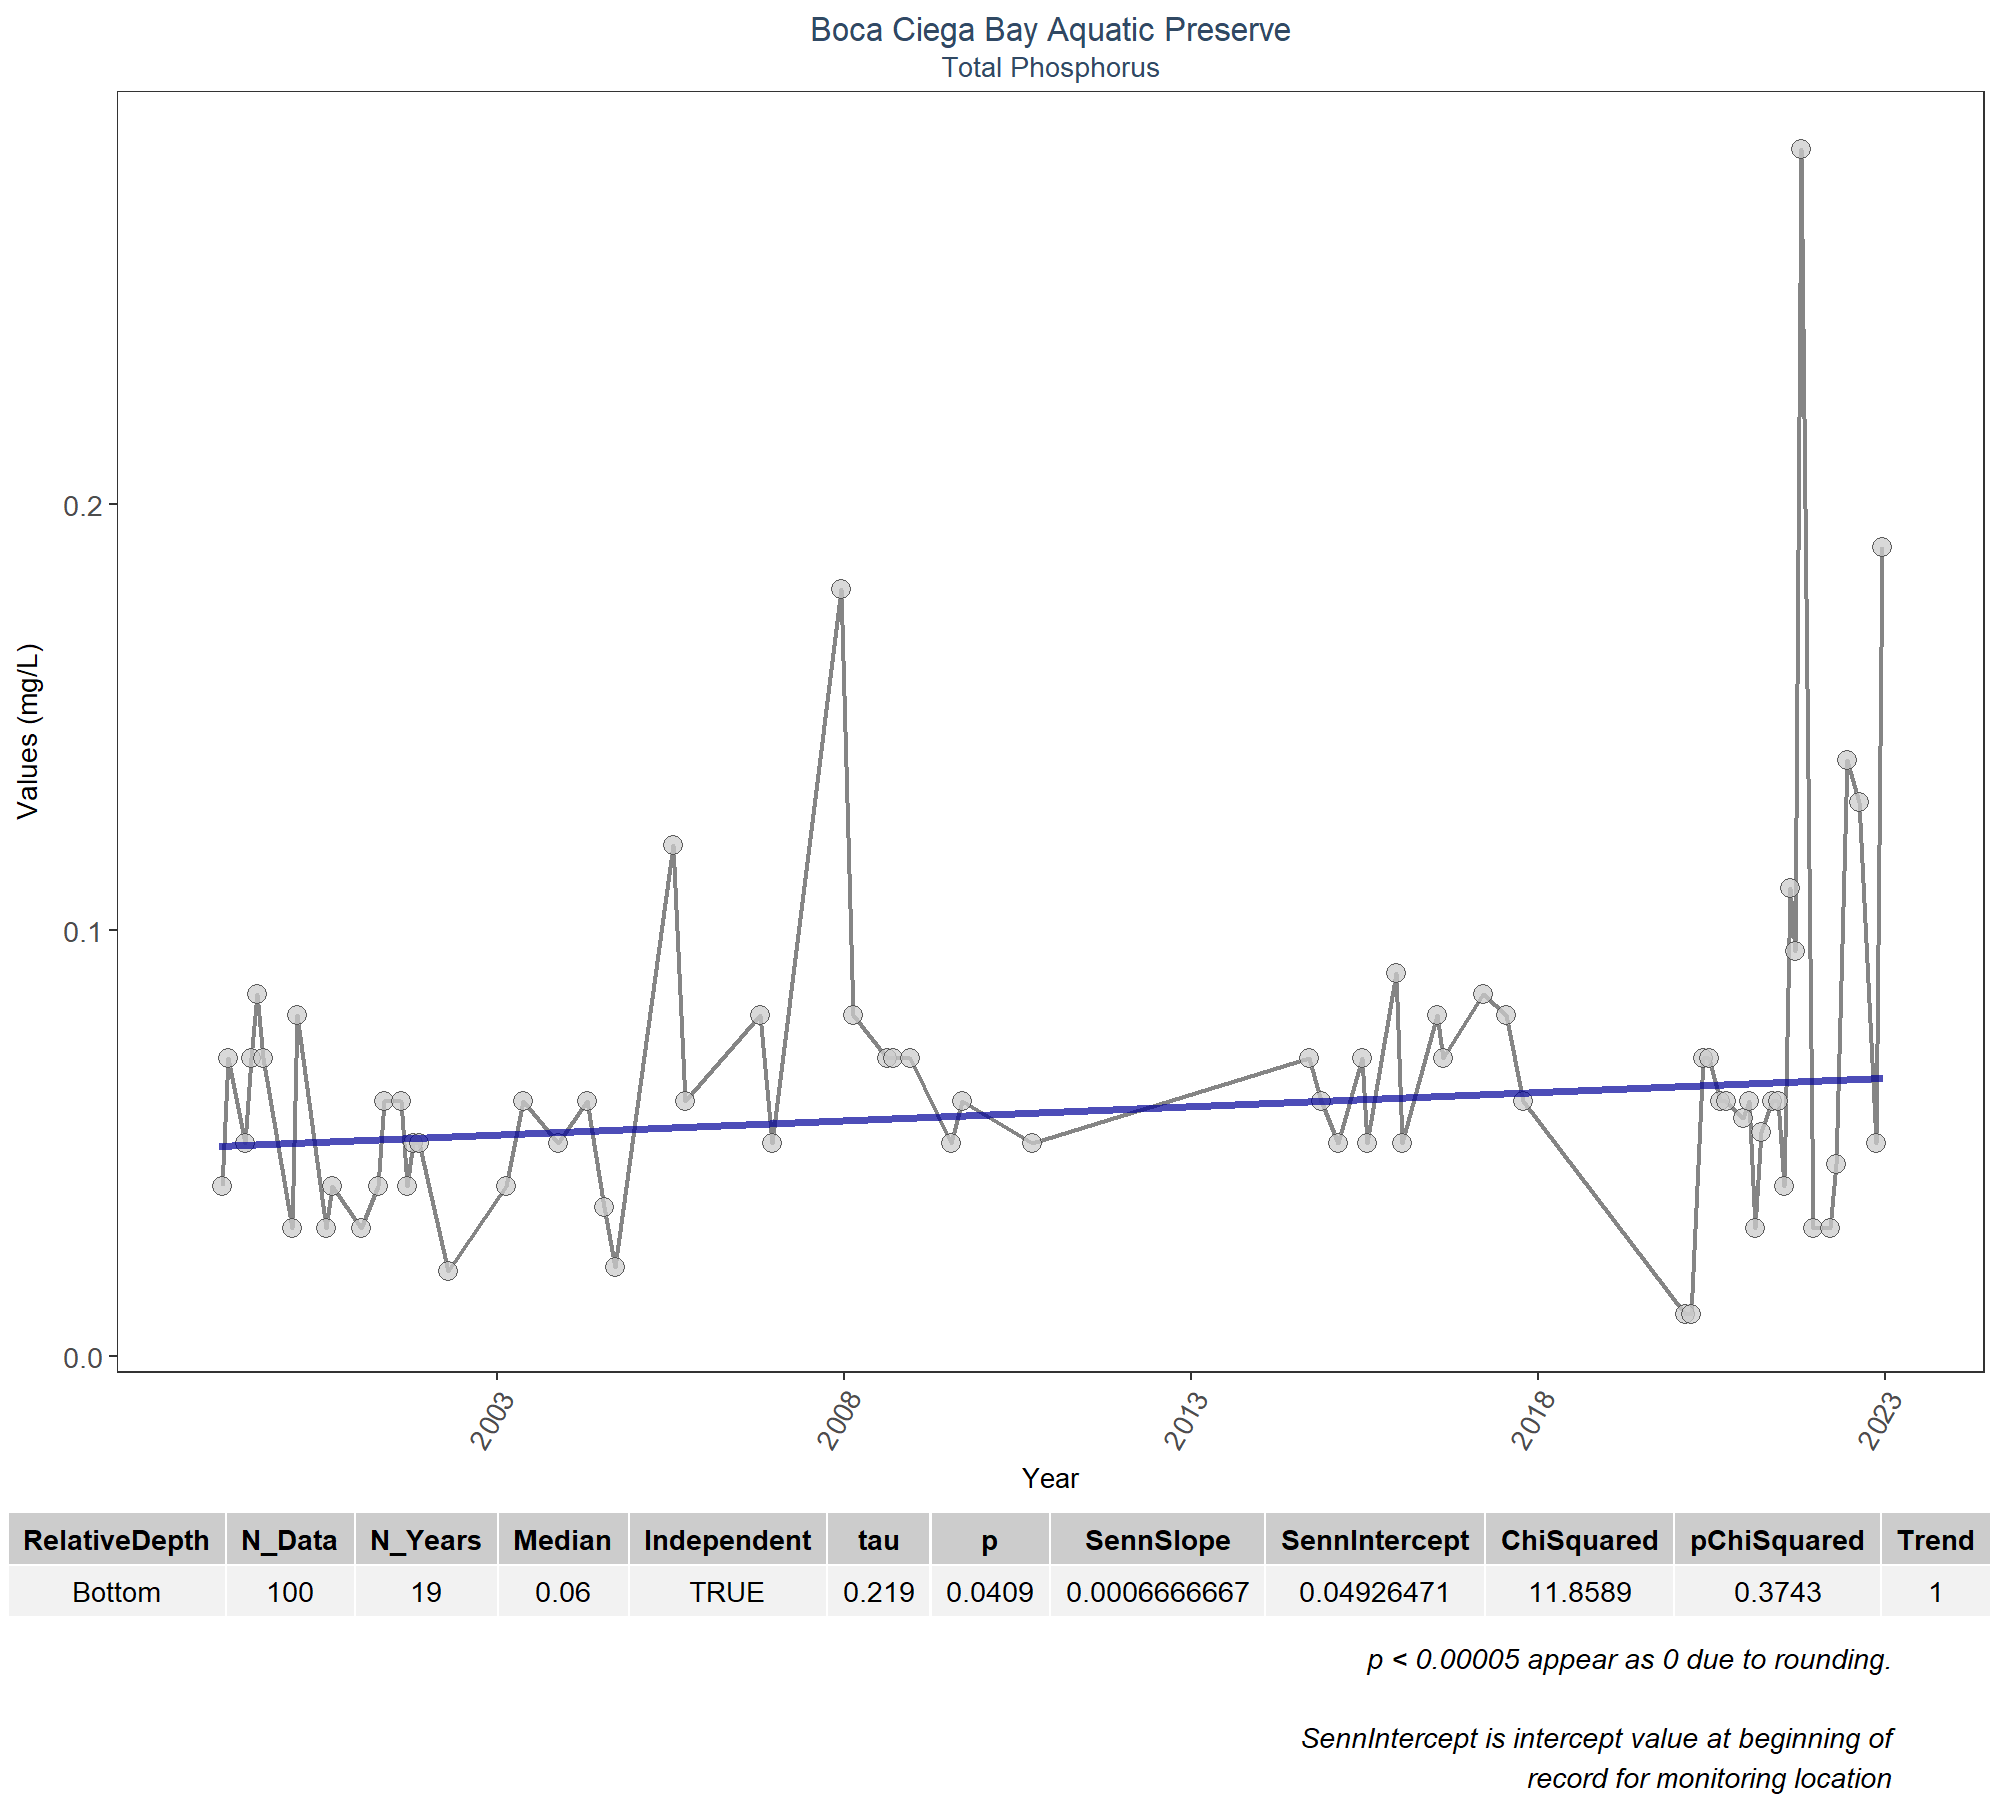 Boca Ciega Bay Aquatic Preserve
Total Phosphorus
Values (mg/L)
0.2
0.1
0.0
2003 2008 2013 2018 2023
Year
RelativeDepth N_Data N_Years Median Independent tau p SennSlope SennIntercept ChiSquared pChiSquared Trend
Bottom 100 19 0.06 TRUE 0.219 0.0409 0.0006666667 0.04926471 11.8589 0.3743 1
p < 0.00005 appear as 0 due to rounding.
SennIntercept is intercept value at beginning of
record for monitoring location